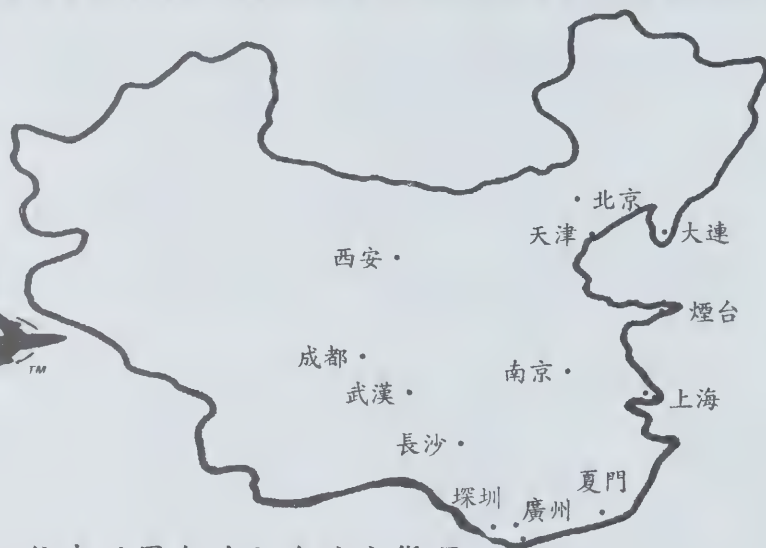 北京
天津
大連
西安
煙台
TM
成都
南京
武漢
上海
長沙
夏門
深圳
廣州